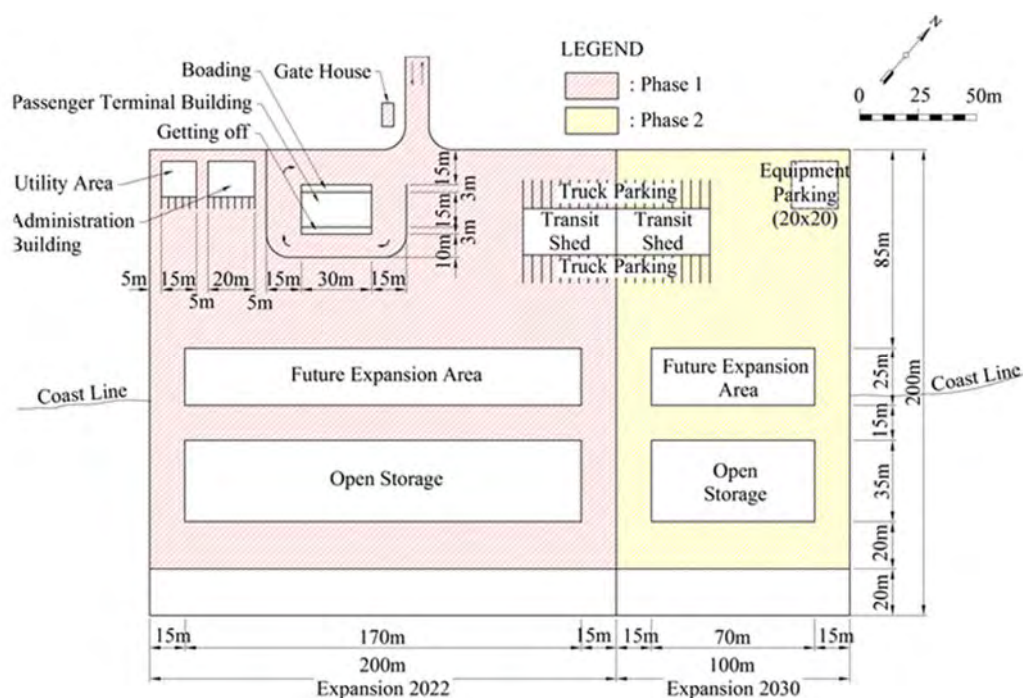 N
LEGEND
: Phase 1
: Phase 2
0 25 50m
Boading
Gate House
Passenger Terminal Building
Getting off
Utility Area
Administration
Building
15m
3m
15m
3m
10m
5m
15m
5m
20m
5m
15m
30m
15m
Truck Parking
Transit
Shed
Transit
Shed
Truck Parking
Equipment
Parking
(20x20)
85m
Future Expansion Area
Future Expansion
Area
25m
Coast Line
Coast Line
200m
15m
Open Storage
Open
Storage
35m
20m
20m
15m
170m
15m
15m
70m
15m
200m
100m
Expansion 2022
Expansion 2030